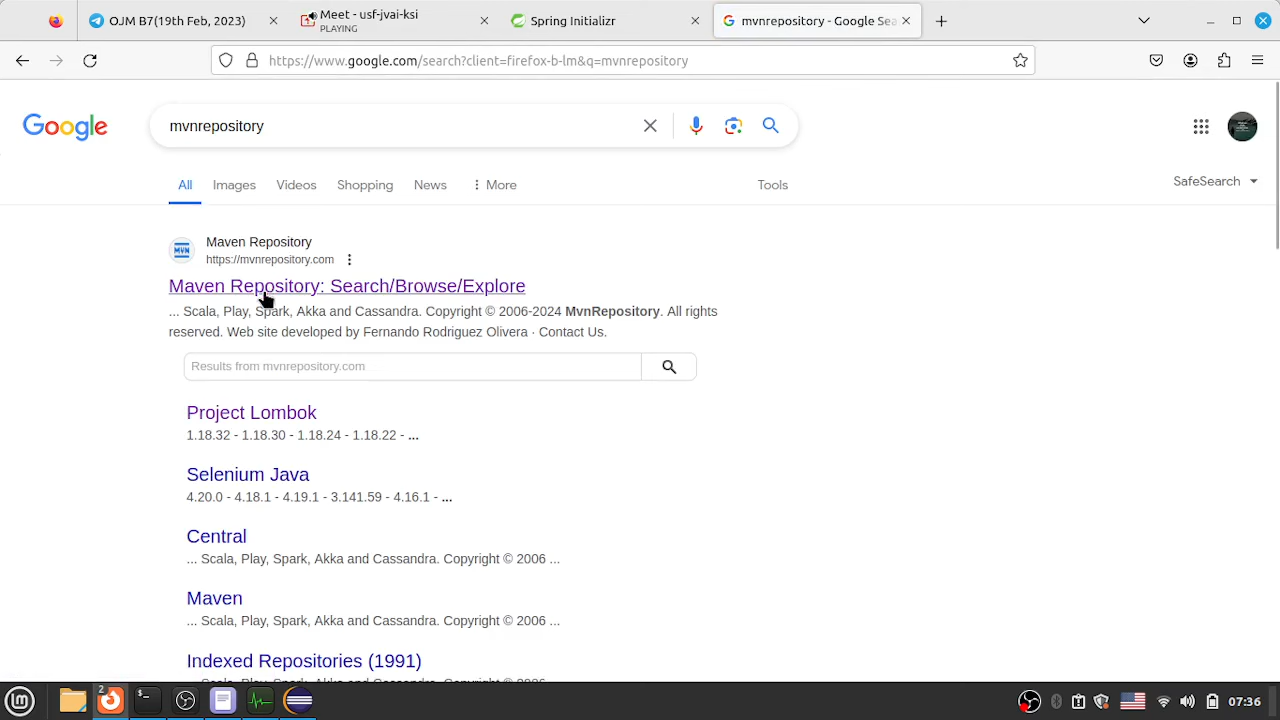 OJM B7(19th Feb, 2023)
Meet - usf-jvai-ksi
PLAYING
Spring Initializr
mvnrepository - Google Sea
https://www.google.com/search?client=firefox-b-lm&q=mvnrepository
Google
mvnrepository
All
Images
Videos
Shopping
News
More
Tools
SafeSearch
MVN
Maven Repository
https://mvnrepository.com
Maven Repository: Search/Browse/Explore
... Scala, Play, Spark, Akka and Cassandra. Copyright © 2006-2024 MvnRepository. All rights
reserved. Web site developed by Fernando Rodriguez Olivera · Contact Us.
Results from mvnrepository.com
Project Lombok
1.18.32 - 1.18.30 - 1.18.24 - 1.18.22 - ...
Selenium Java
4.20.0 - 4.18.1 - 4.19.1 - 3.141.59 - 4.16.1 - ...
Central
... Scala, Play, Spark, Akka and Cassandra. Copyright © 2006 ...
Maven
... Scala, Play, Spark, Akka and Cassandra. Copyright © 2006 ...
Indexed Repositories (1991)
2
07:36